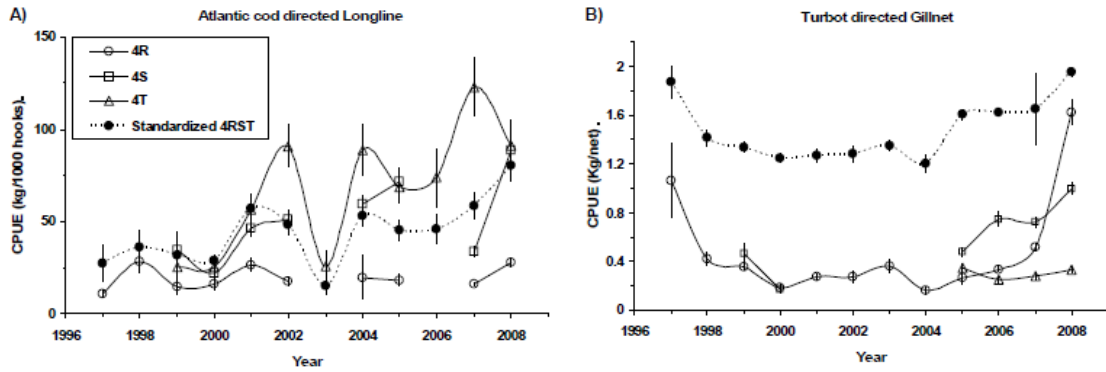 A)
Atlantic cod directed Longline
150
100
50
0
CPUE (kg/1000 hooks).
4R
4S
4T
Standardized 4RST
1996 1998 2000 2002 2004 2006 2008
Year
B)
Turbot directed Gillnet
2
1.6
1.2
0.8
0.4
0
CPUE (Kg/net).
1996 1998 2000 2002 2004 2006 2008
Year